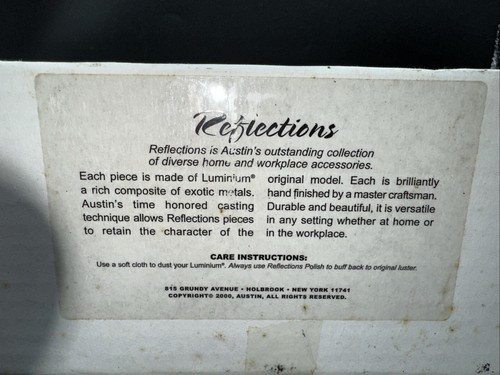 Reflections
Reflections is Austin's outstanding collection
of diverse home and workplace accessories.
Each piece is made of Luminium®
a rich composite of exotic metals.
Austin's time honored casting
technique allows Reflections pieces
to retain the character of the
original model. Each is brilliantly
hand finished by a master craftsman.
Durable and beautiful, it is versatile
in any setting whether at home or
in the workplace.
CARE INSTRUCTIONS:
Use a soft cloth to dust your Luminium®. Always use Reflections Polish to buff back to original luster.
815 GRUNDY AVENUE • HOLBROOK • NEW YORK 11741
COPYRIGHT© 2000, AUSTIN, ALL RIGHTS RESERVED.